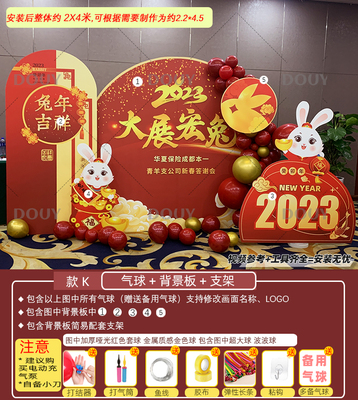 安装后整体约 2X4米,可根据需要制作为约2.2*4.5
DOUY
兔年
吉祥
2023
大展宏兔
华夏保险成都本一
青羊支公司新春答谢会
福
NEW YEAR
2023
视频参考+工具齐全=安装无忧
款 K
气球 + 背景板 + 支架
包含以上图中所有气球（赠送备用气球）支持修改画面名称、LOGO
包含图中背景板中 ① ② ③ ④ ⑤
包含背景板简易配套支架
注意
*建议购买电动充气泵
*自备小刀
图中加厚哑光红色套球 金属质感金色球 包含图中超大球 波波球
打结器
打气筒
鱼线
胶布
弹性长条
粘钩
备用气球
多备气球